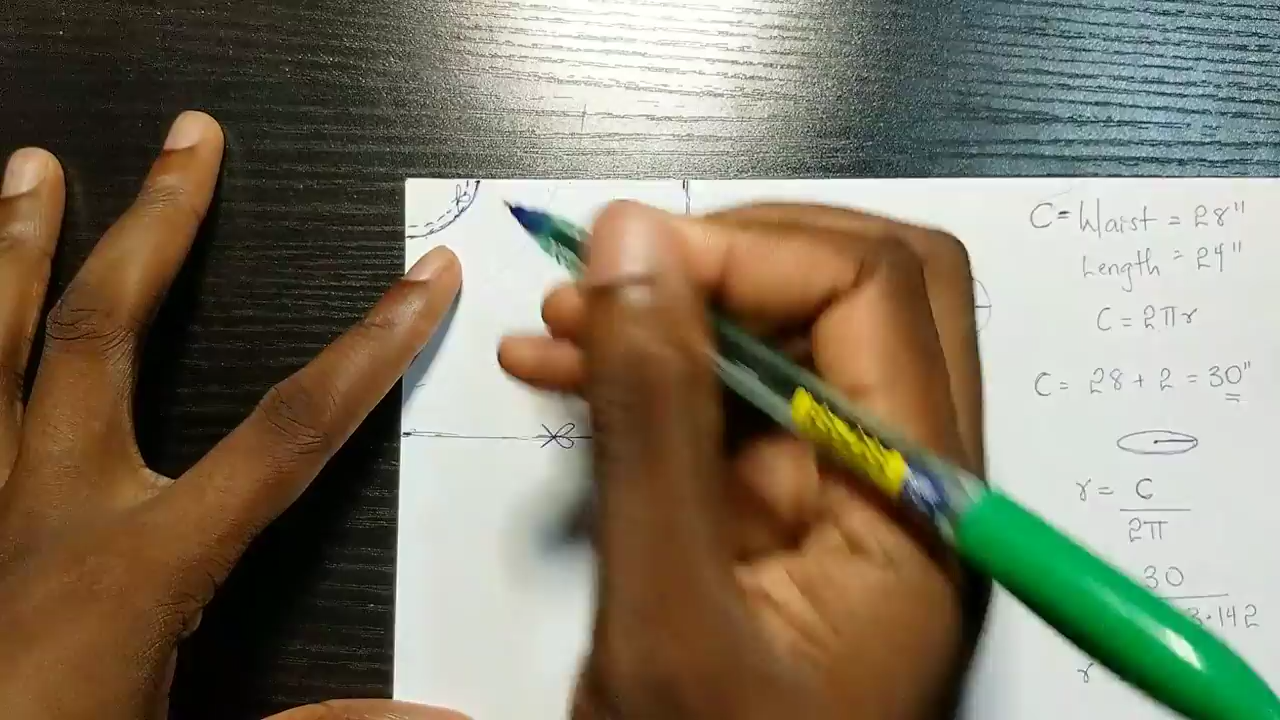 C = Waist = 28"
Length = 24"
C = 2πr
C = 28 + 2 = 30"
r = C
2π
30
3.142
r